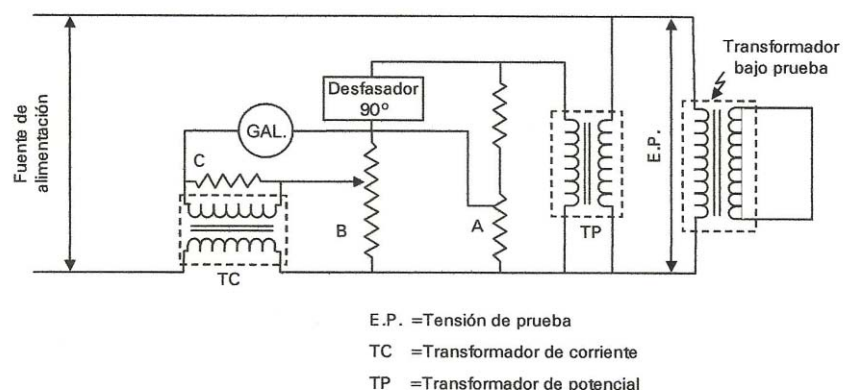 Fuente de
alimentación
Desfasador
90°
GAL.
C
B
A
TC
TP
E.P.
Transformador
bajo prueba
E.P. =Tensión de prueba
TC =Transformador de corriente
TP =Transformador de potencial